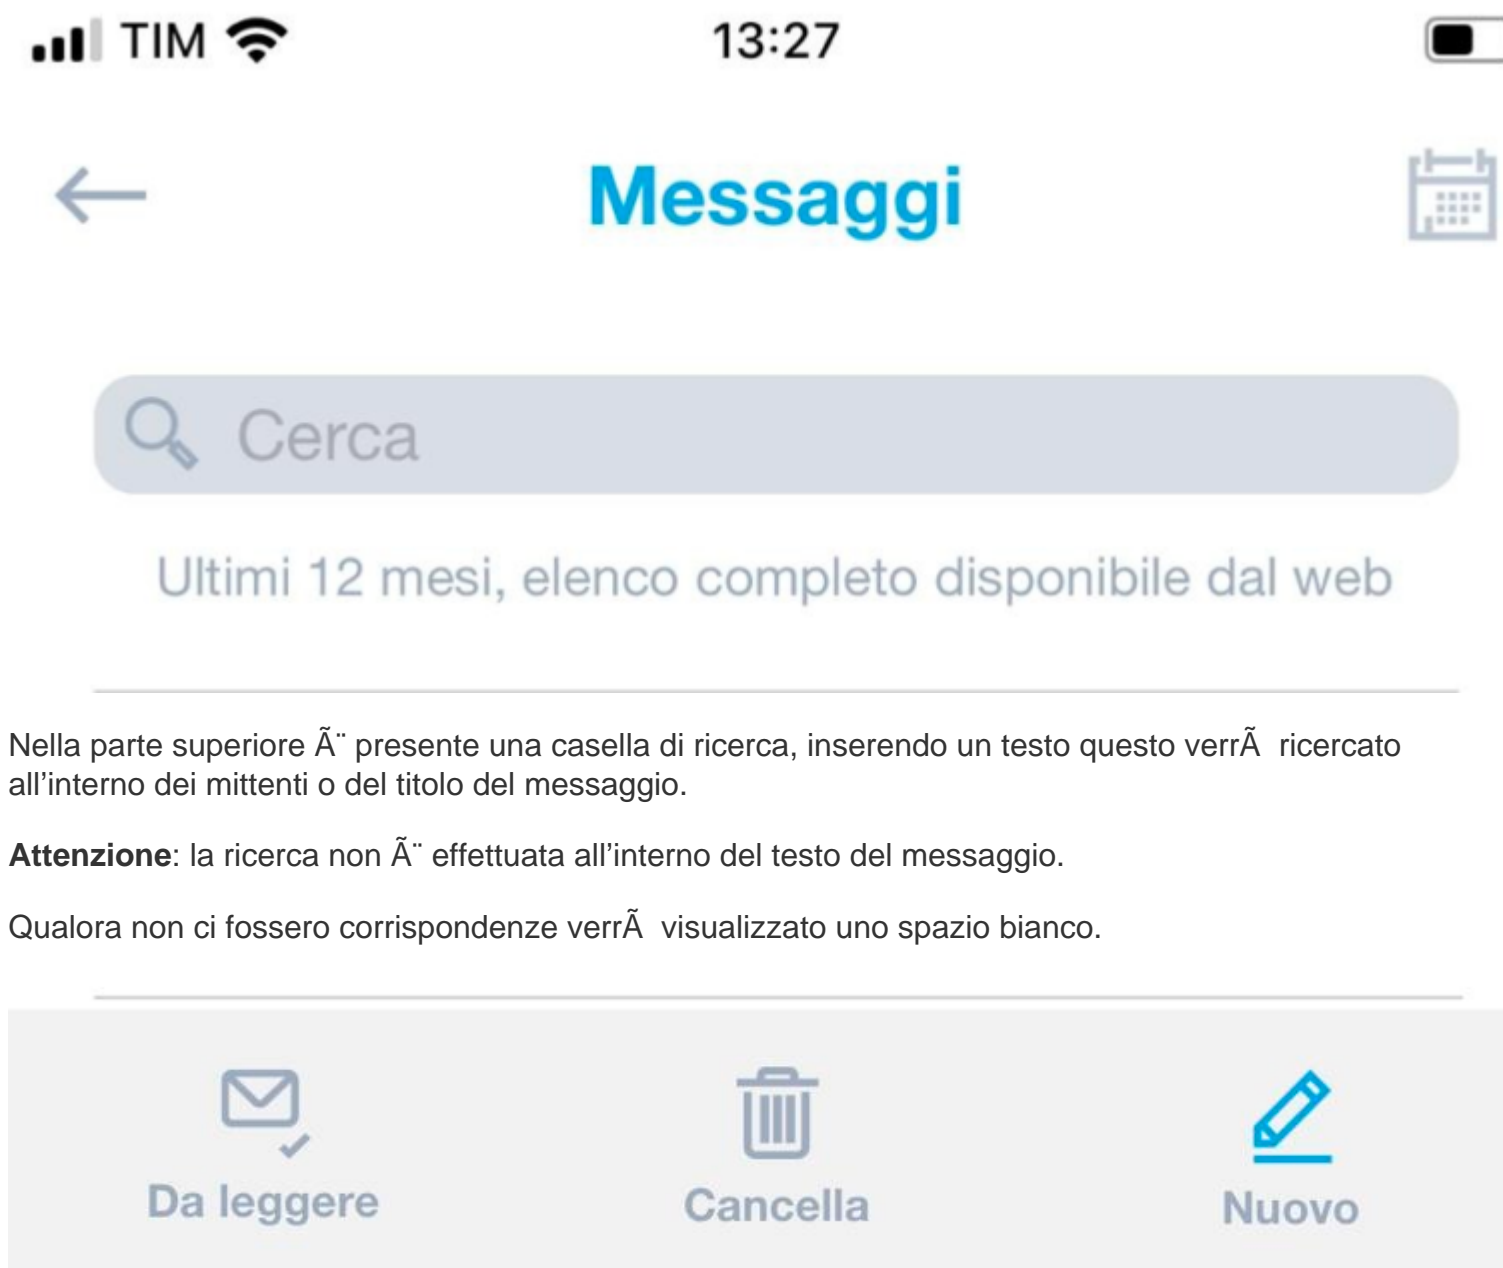 TIM 13:27
Messaggi
Cerca
Ultimi 12 mesi, elenco completo disponibile dal web
Nella parte superiore Ã¨ presente una casella di ricerca, inserendo un testo questo verrÃ  ricercato
all’interno dei mittenti o del titolo del messaggio.
Attenzione: la ricerca non Ã¨ effettuata all’interno del testo del messaggio.
Qualora non ci fossero corrispondenze verrÃ  visualizzato uno spazio bianco.
Da leggere Cancella Nuovo